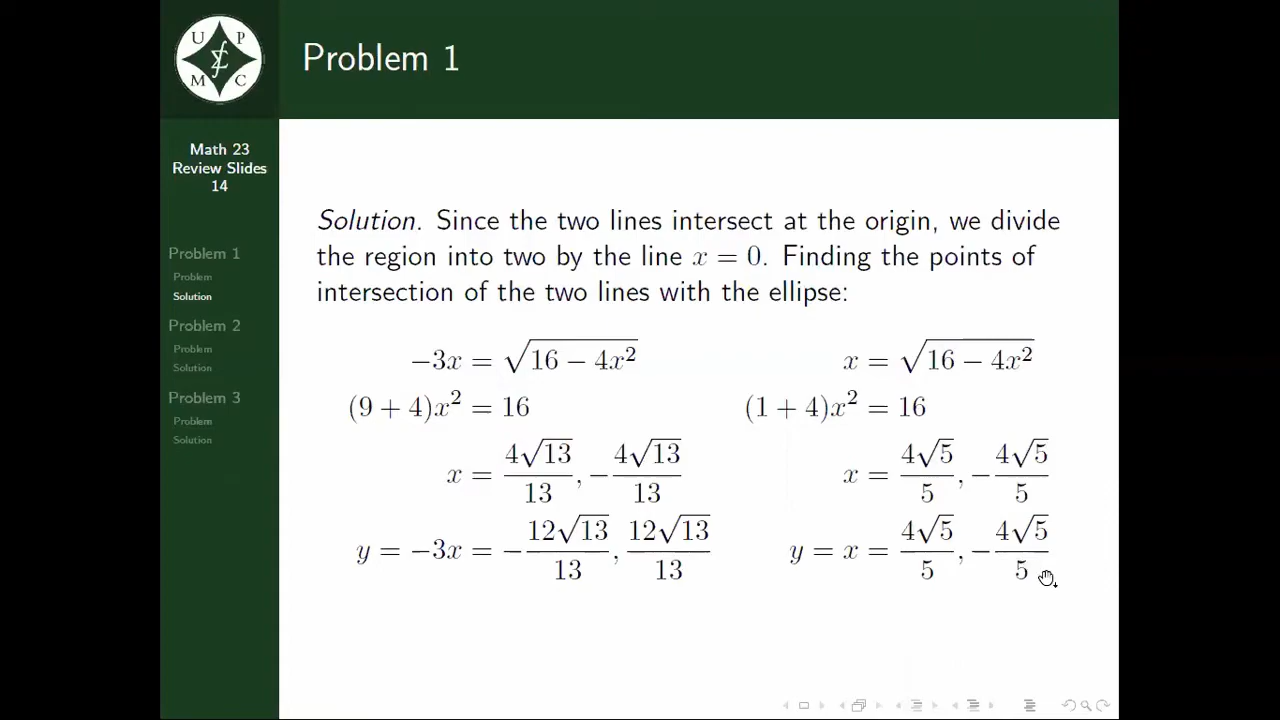 U P
M C
Problem 1
Math 23
Review Slides
14
Problem 1
Problem
Solution
Problem 2
Problem
Solution
Problem 3
Problem
Solution
Solution. Since the two lines intersect at the origin, we divide
the region into two by the line x = 0. Finding the points of
intersection of the two lines with the ellipse:
−3x = √(16 − 4x²)
(9 + 4)x² = 16
x = 4√13/13, −4√13/13
y = −3x = −12√13/13, 12√13/13
x = √(16 − 4x²)
(1 + 4)x² = 16
x = 4√5/5, −4√5/5
y = x = 4√5/5, −4√5/5